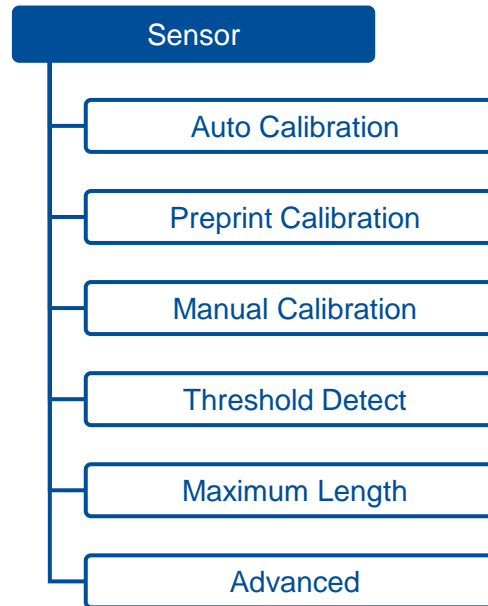 Sensor
Auto Calibration
Preprint Calibration
Manual Calibration
Threshold Detect
Maximum Length
Advanced